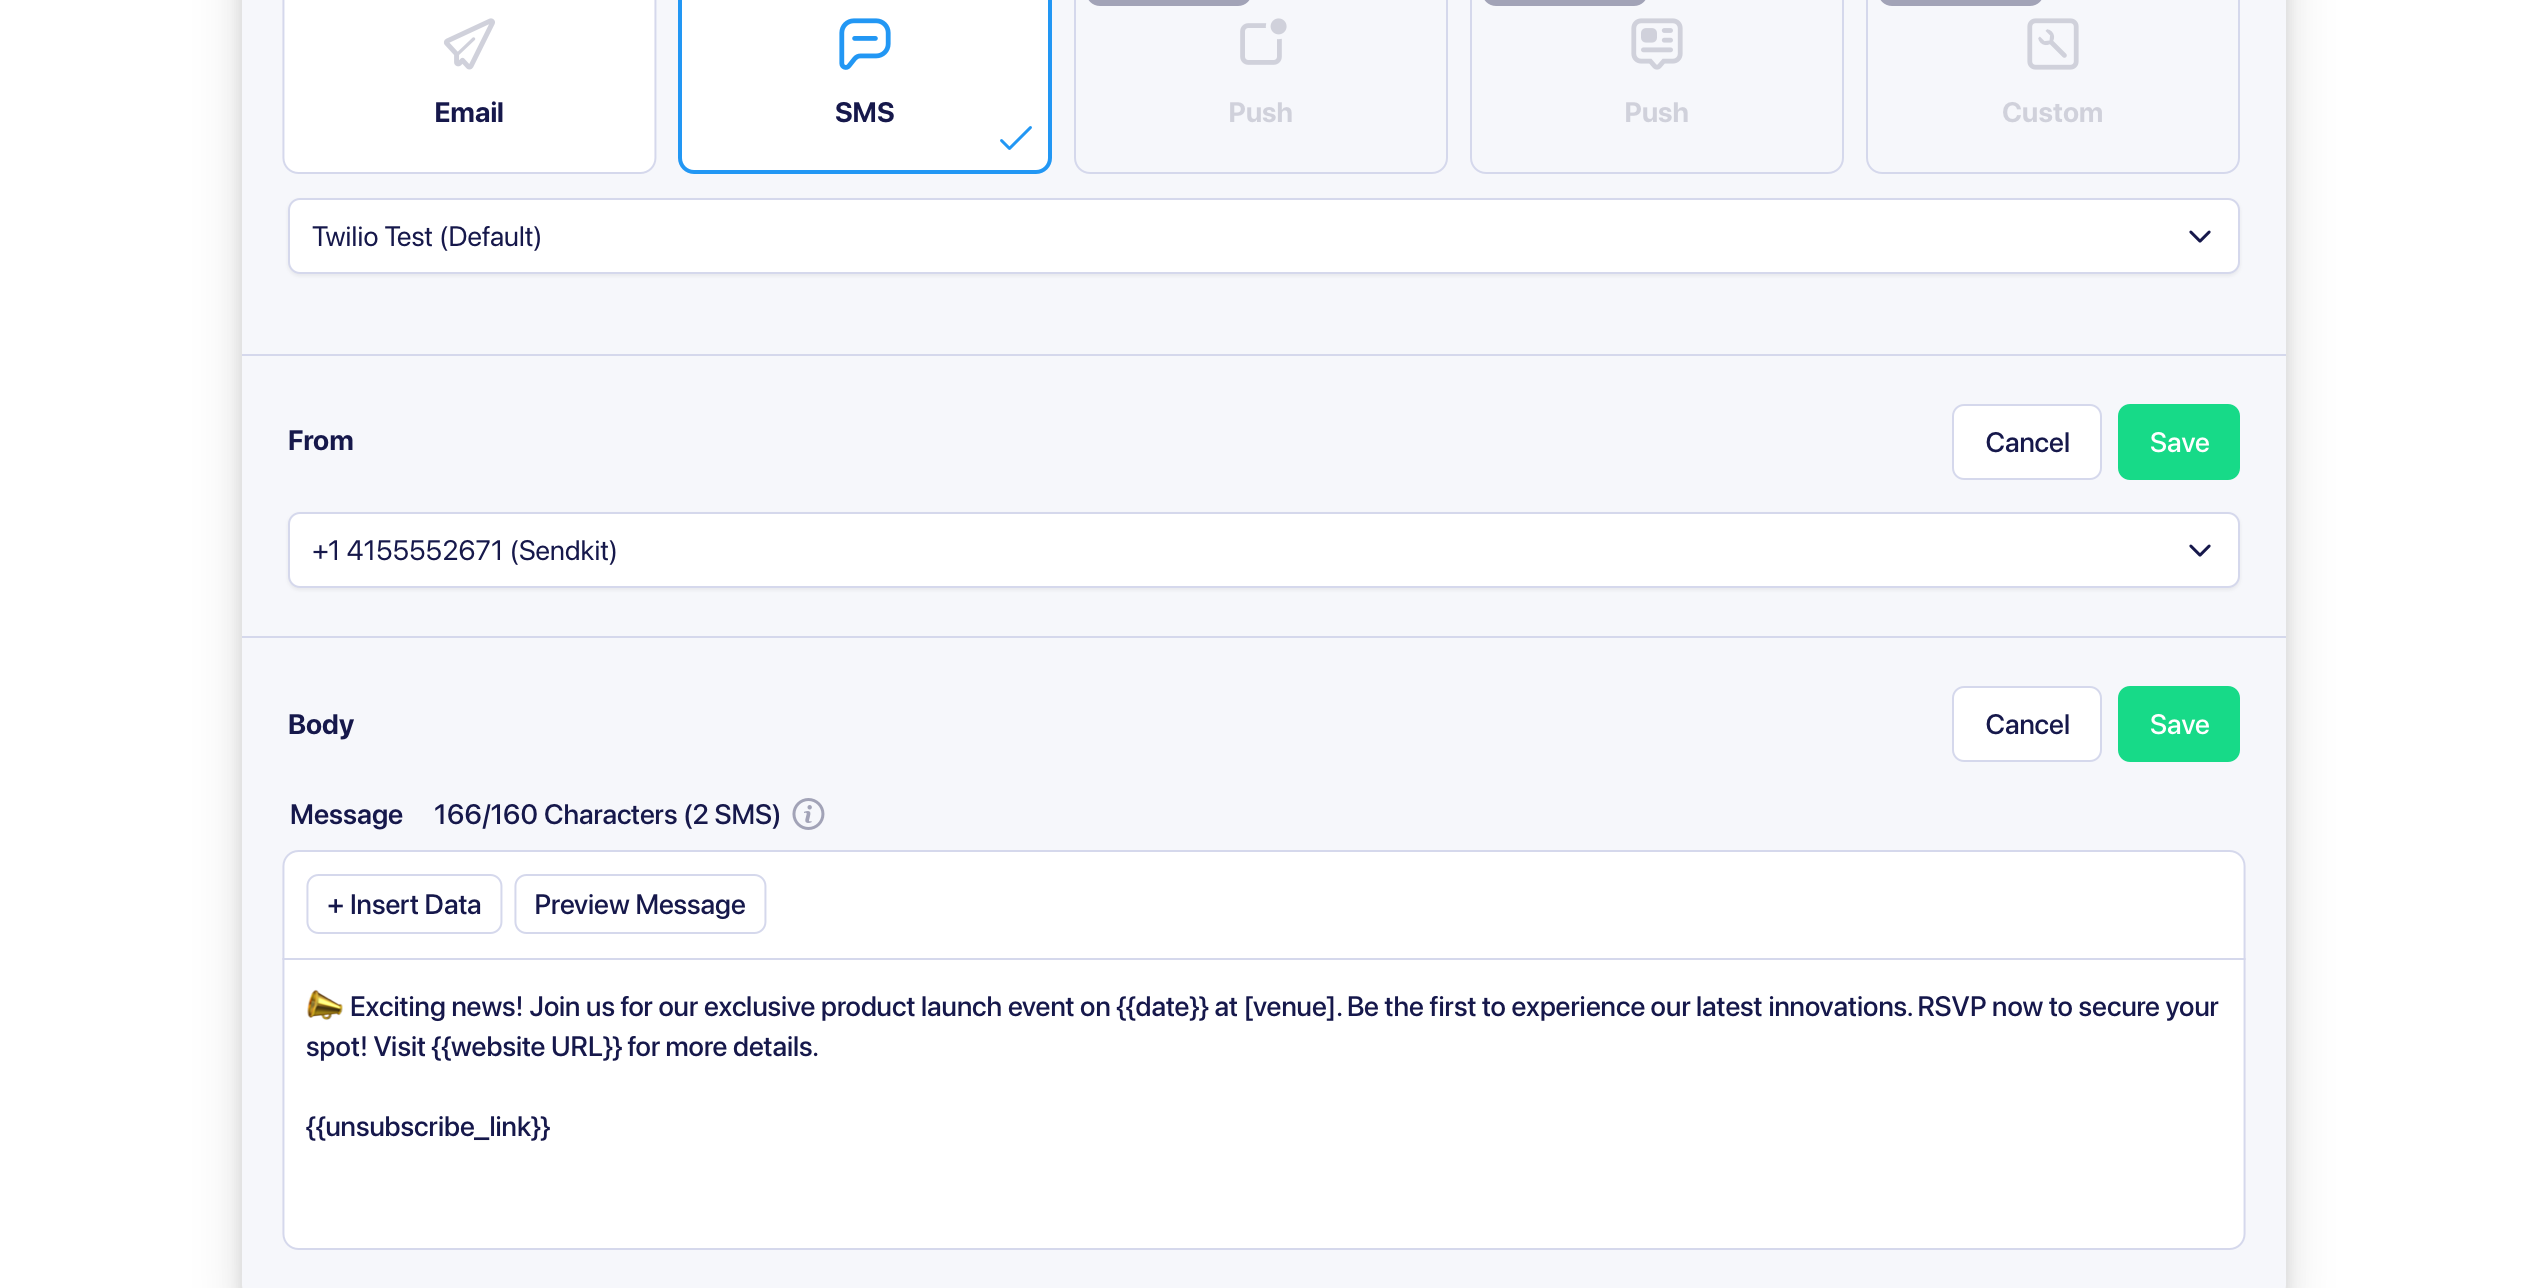 Email
SMS
Push
Push
Custom
Twilio Test (Default)
From
Cancel
Save
+1 4155552671 (Sendkit)
Body
Cancel
Save
Message 166/160 Characters (2 SMS)
+ Insert Data
Preview Message
📣 Exciting news! Join us for our exclusive product launch event on {{date}} at [venue]. Be the first to experience our latest innovations. RSVP now to secure your
spot! Visit {{website URL}} for more details.
{{unsubscribe_link}}